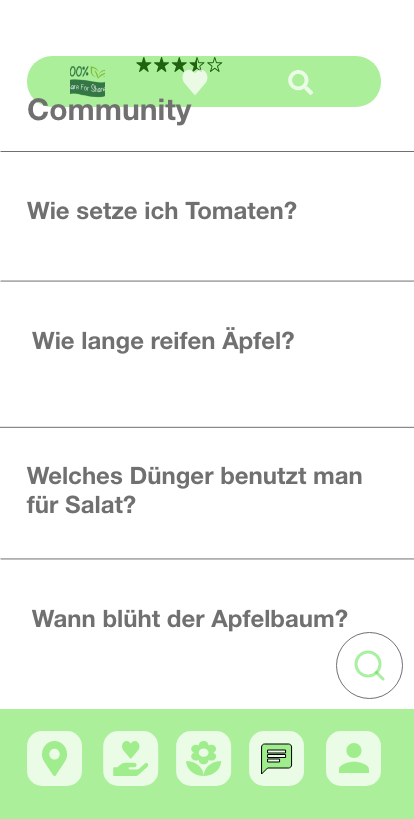 00%
are For Share
Community
Wie setze ich Tomaten?
Wie lange reifen Äpfel?
Welches Dünger benutzt man
für Salat?
Wann blüht der Apfelbaum?